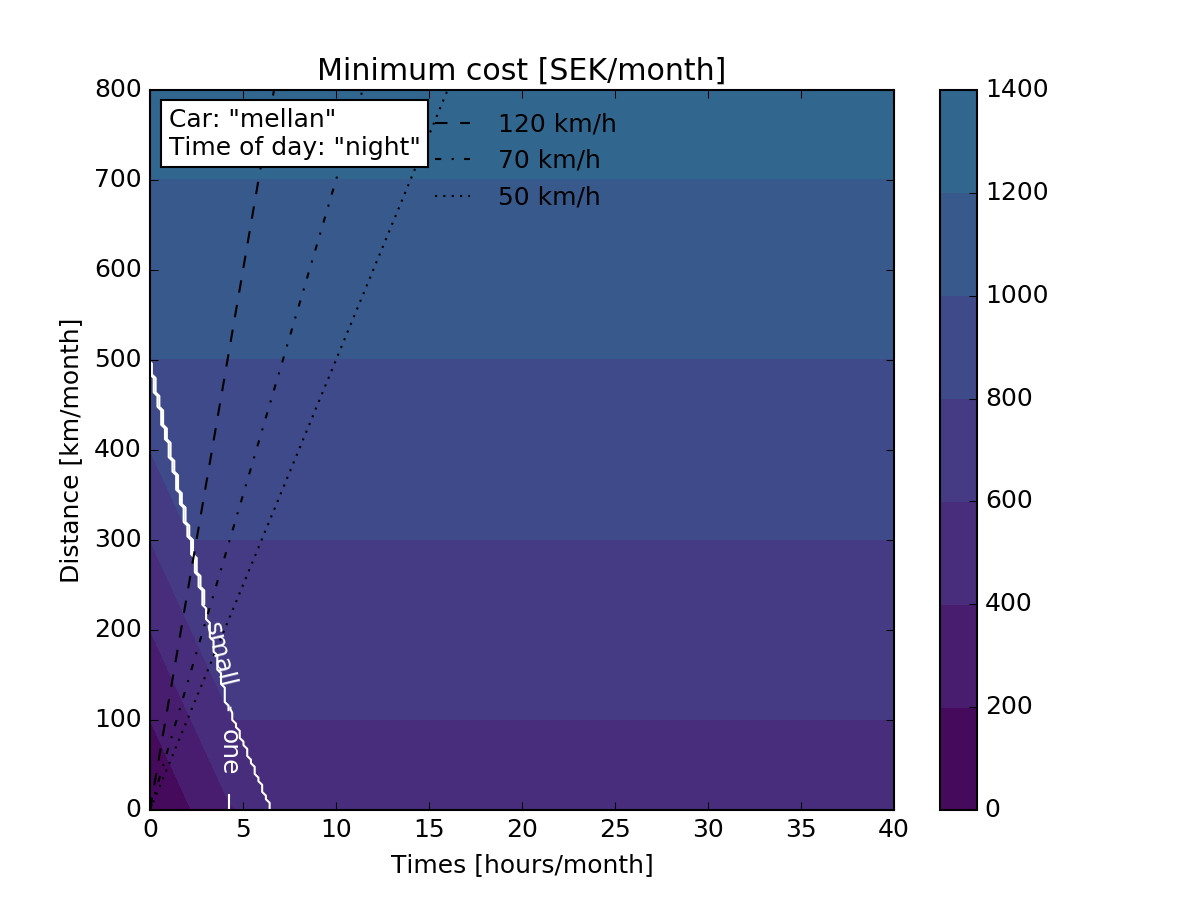 Minimum cost [SEK/month]
Car: "mellan"
Time of day: "night"
120 km/h
70 km/h
50 km/h
800
700
600
500
400
300
200
100
0
Distance [km/month]
small
one
0 5 10 15 20 25 30 35 40
Times [hours/month]
1400
1200
1000
800
600
400
200
0